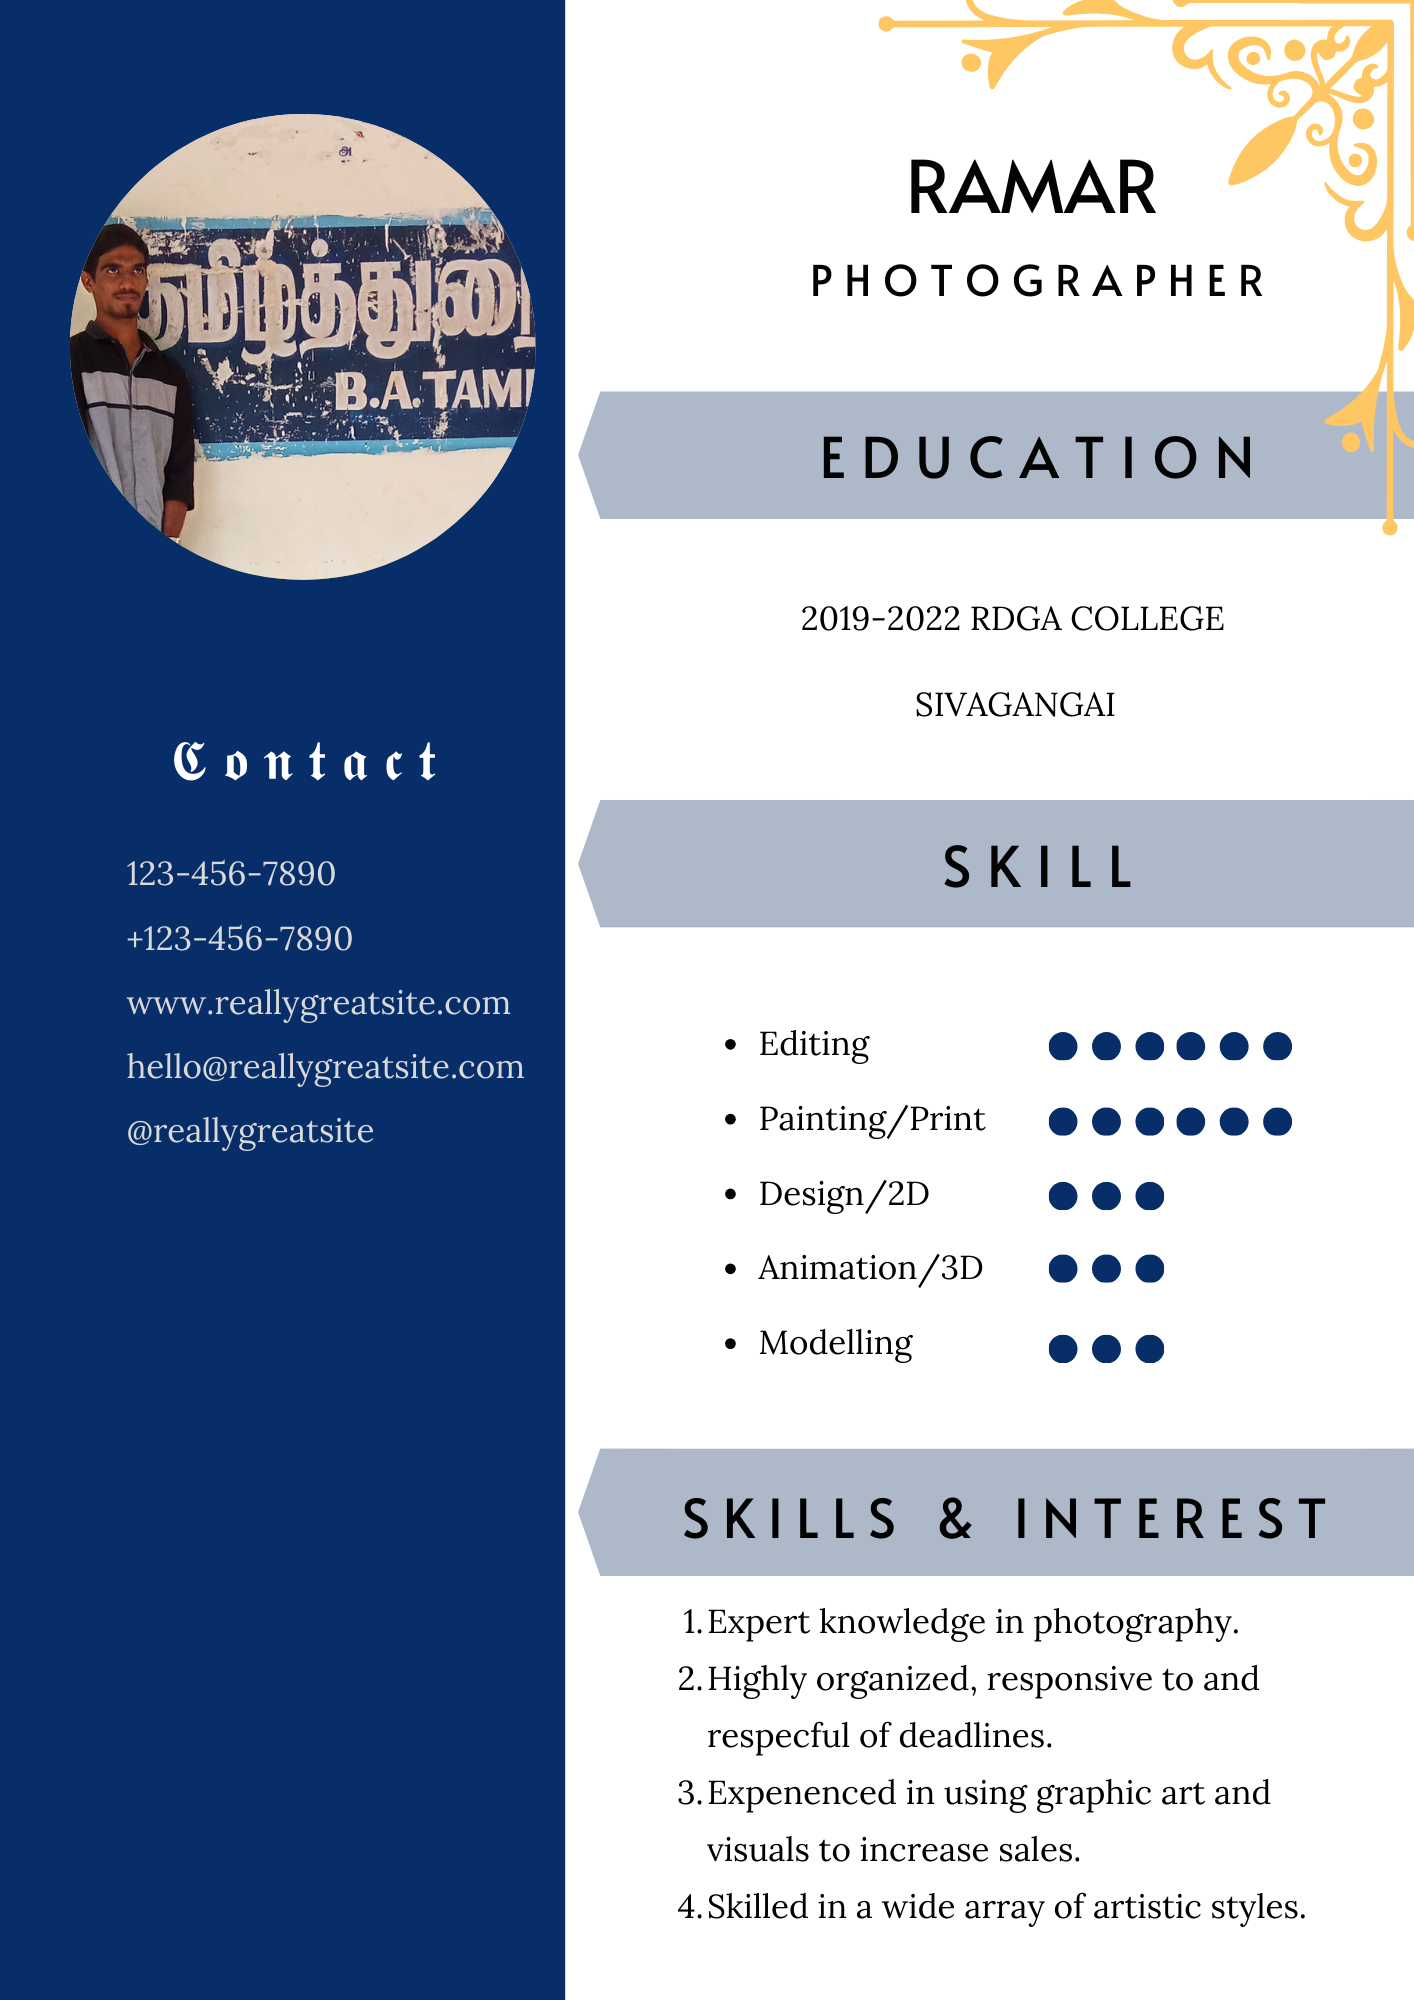 அ
தமிழ்த்துறை
B.A.TAMI
Contact
123-456-7890
+123-456-7890
www.reallygreatsite.com
hello@reallygreatsite.com
@reallygreatsite
RAMAR
PHOTOGRAPHER
EDUCATION
2019-2022 RDGA COLLEGE
SIVAGANGAI
SKILL
• Editing
• Painting/Print
• Design/2D
• Animation/3D
• Modelling
SKILLS & INTEREST
1. Expert knowledge in photography.
2. Highly organized, responsive to and
respecful of deadlines.
3. Expenenced in using graphic art and
visuals to increase sales.
4. Skilled in a wide array of artistic styles.